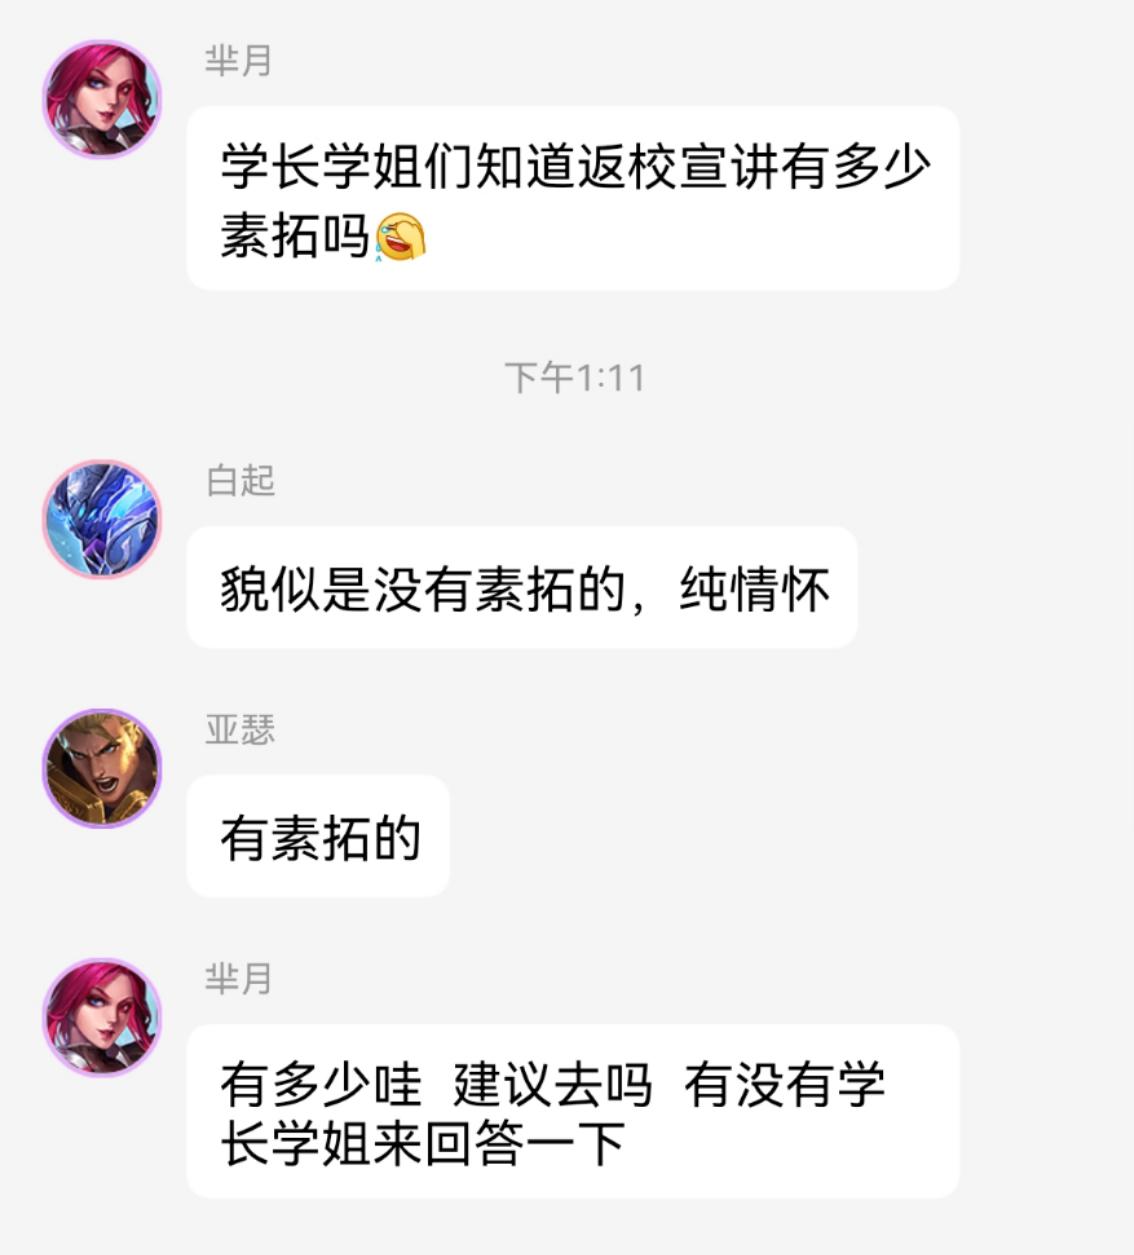 芈月
学长学姐们知道返校宣讲有多少
素拓吗
下午1:11
白起
貌似是没有素拓的，纯情怀
亚瑟
有素拓的
芈月
有多少哇 建议去吗 有没有学
长学姐来回答一下